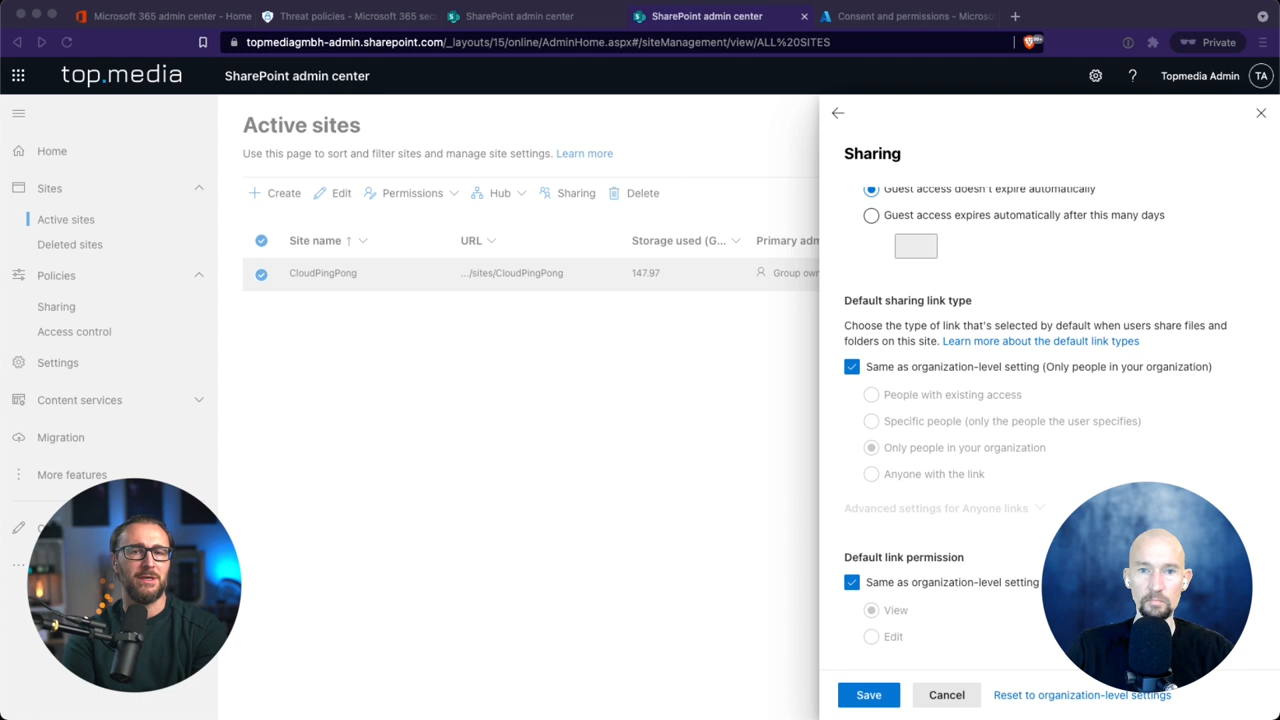 Microsoft 365 admin center - Home
Threat policies - Microsoft 365 sec
SharePoint admin center
SharePoint admin center
Consent and permissions - Microso
topmediagmbh-admin.sharepoint.com/_layouts/15/online/AdminHome.aspx#/siteManagement/view/ALL%20SITES
99+
Private
top.media
SharePoint admin center
Topmedia Admin
TA
Home
Sites
Active sites
Deleted sites
Policies
Sharing
Access control
Settings
Content services
Migration
More features
Active sites
Use this page to sort and filter sites and manage site settings. Learn more
Create
Edit
Permissions
Hub
Sharing
Delete
Site name ↑
URL
Storage used (G...
Primary adm
CloudPingPong
.../sites/CloudPingPong
147.97
Group own
Sharing
Guest access doesn't expire automatically
Guest access expires automatically after this many days
Default sharing link type
Choose the type of link that's selected by default when users share files and
folders on this site. Learn more about the default link types
Same as organization-level setting (Only people in your organization)
People with existing access
Specific people (only the people the user specifies)
Only people in your organization
Anyone with the link
Advanced settings for Anyone links
Default link permission
Same as organization-level setting
View
Edit
Save
Cancel
Reset to organization-level settings